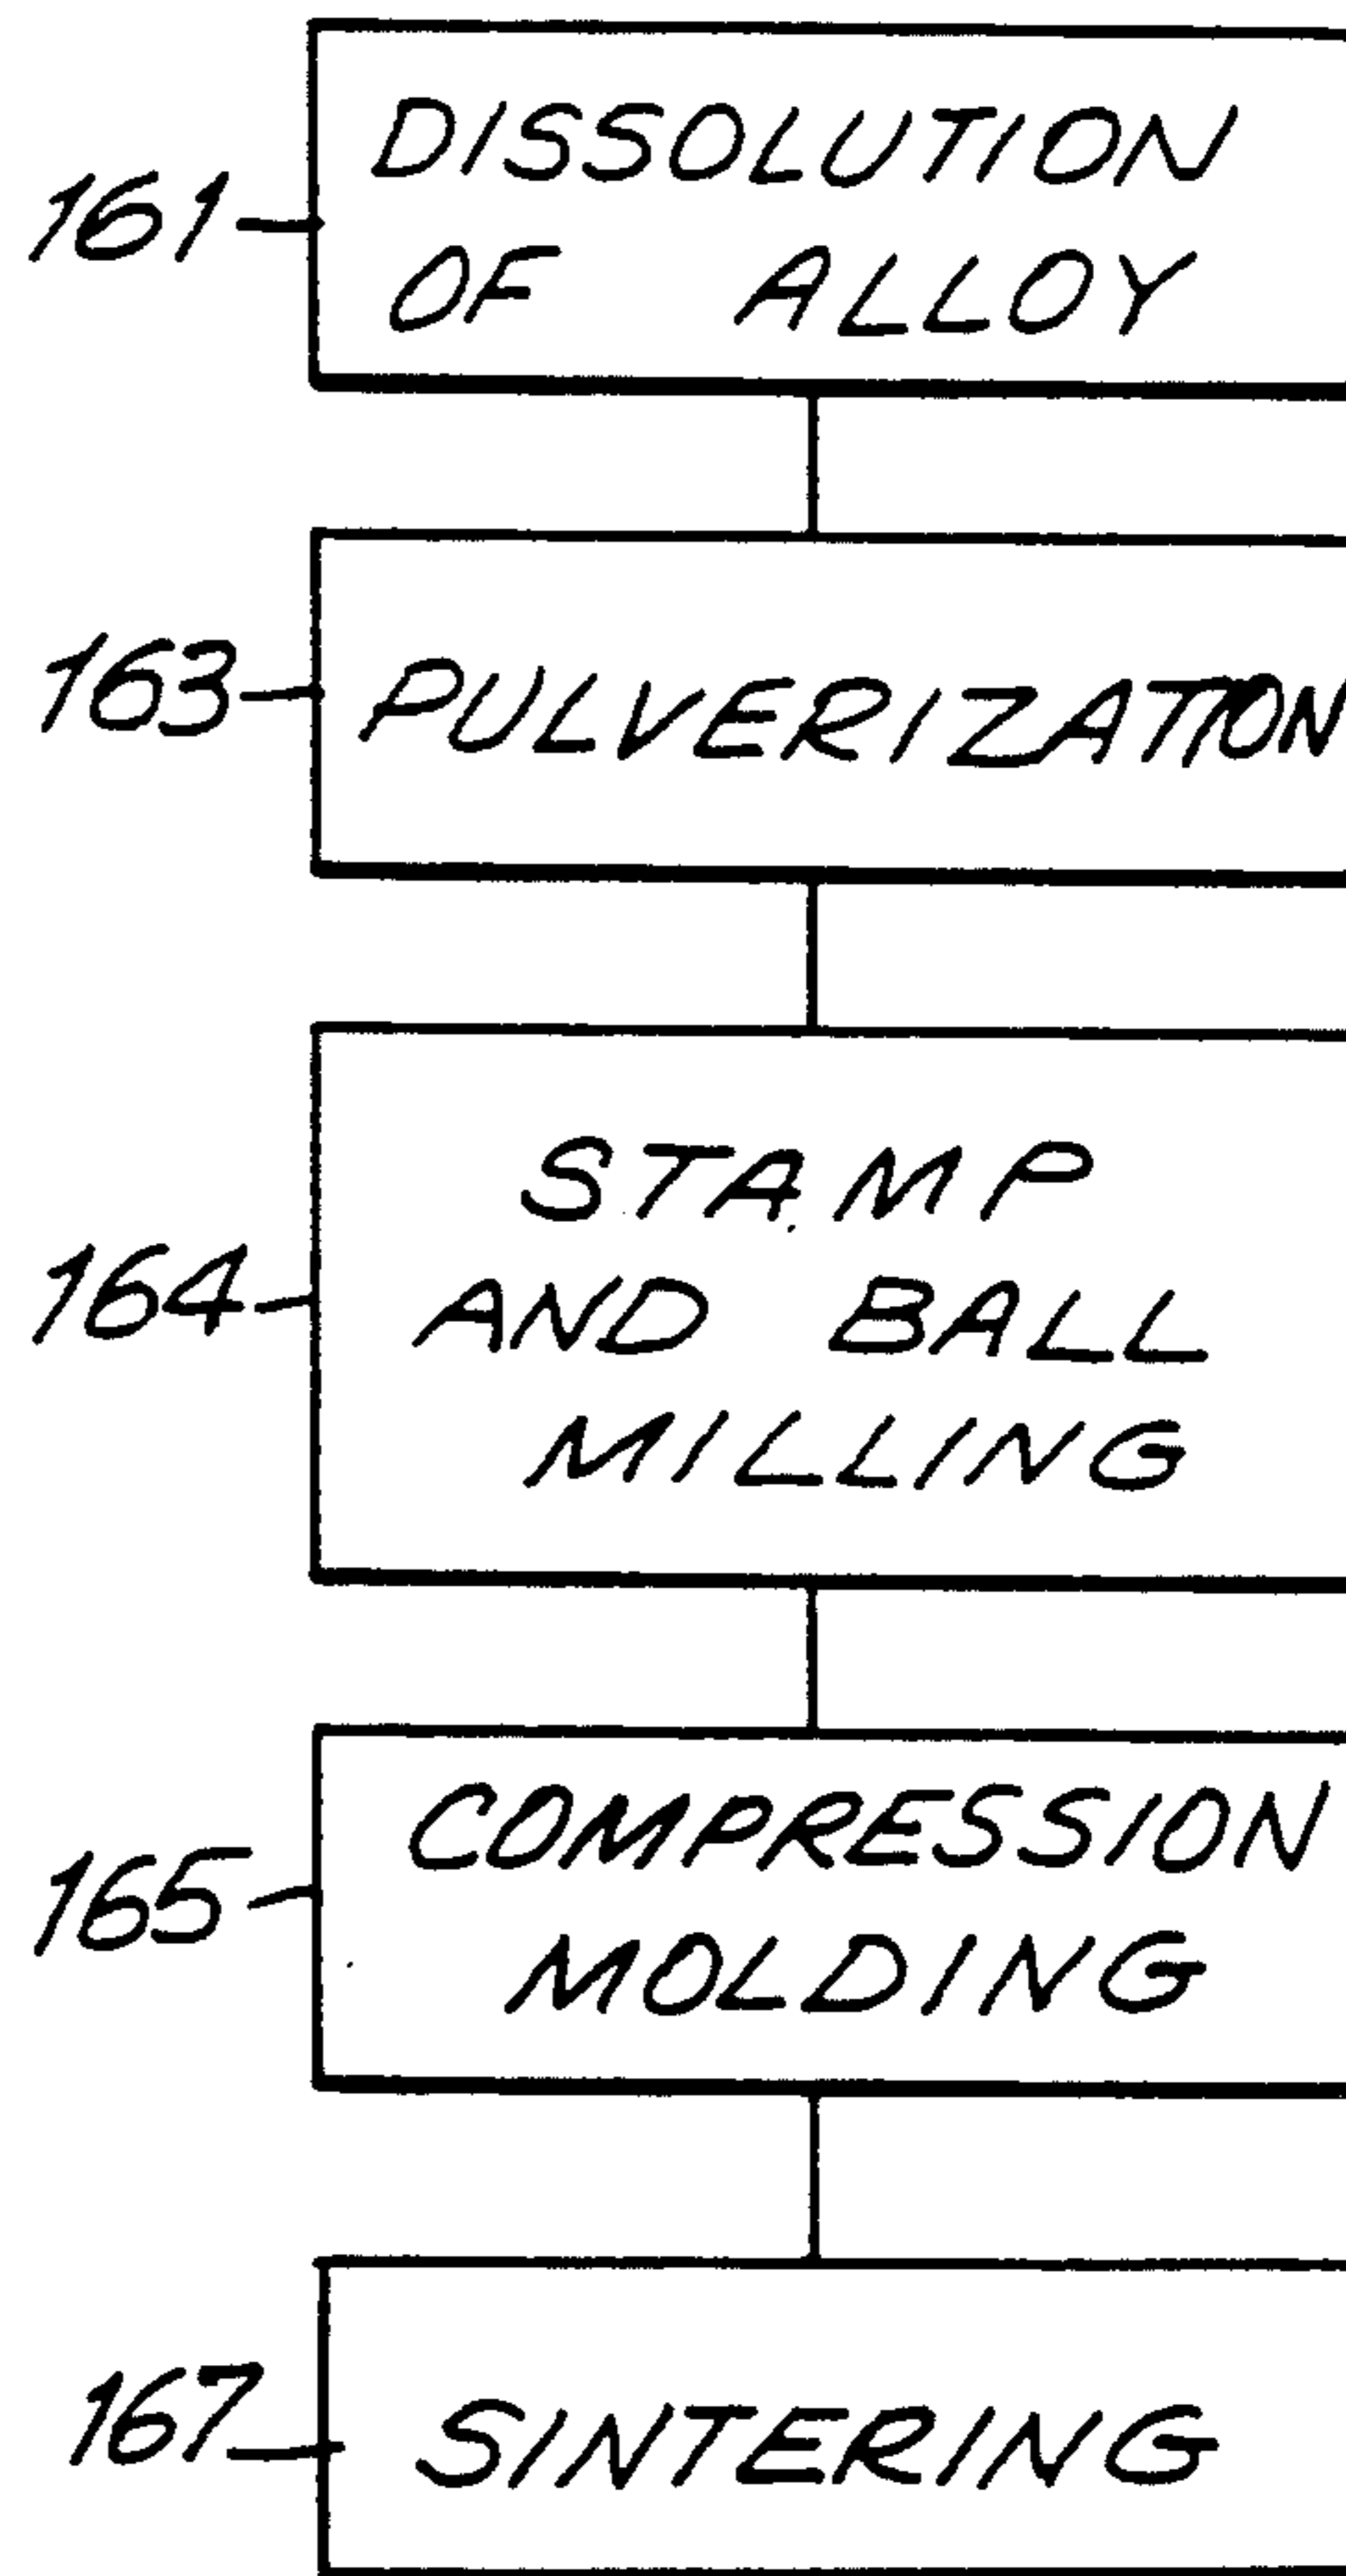 161
DISSOLUTION
OF ALLOY
163
PULVERIZATION
164
STAMP
AND BALL
MILLING
165
COMPRESSION
MOLDING
167
SINTERING